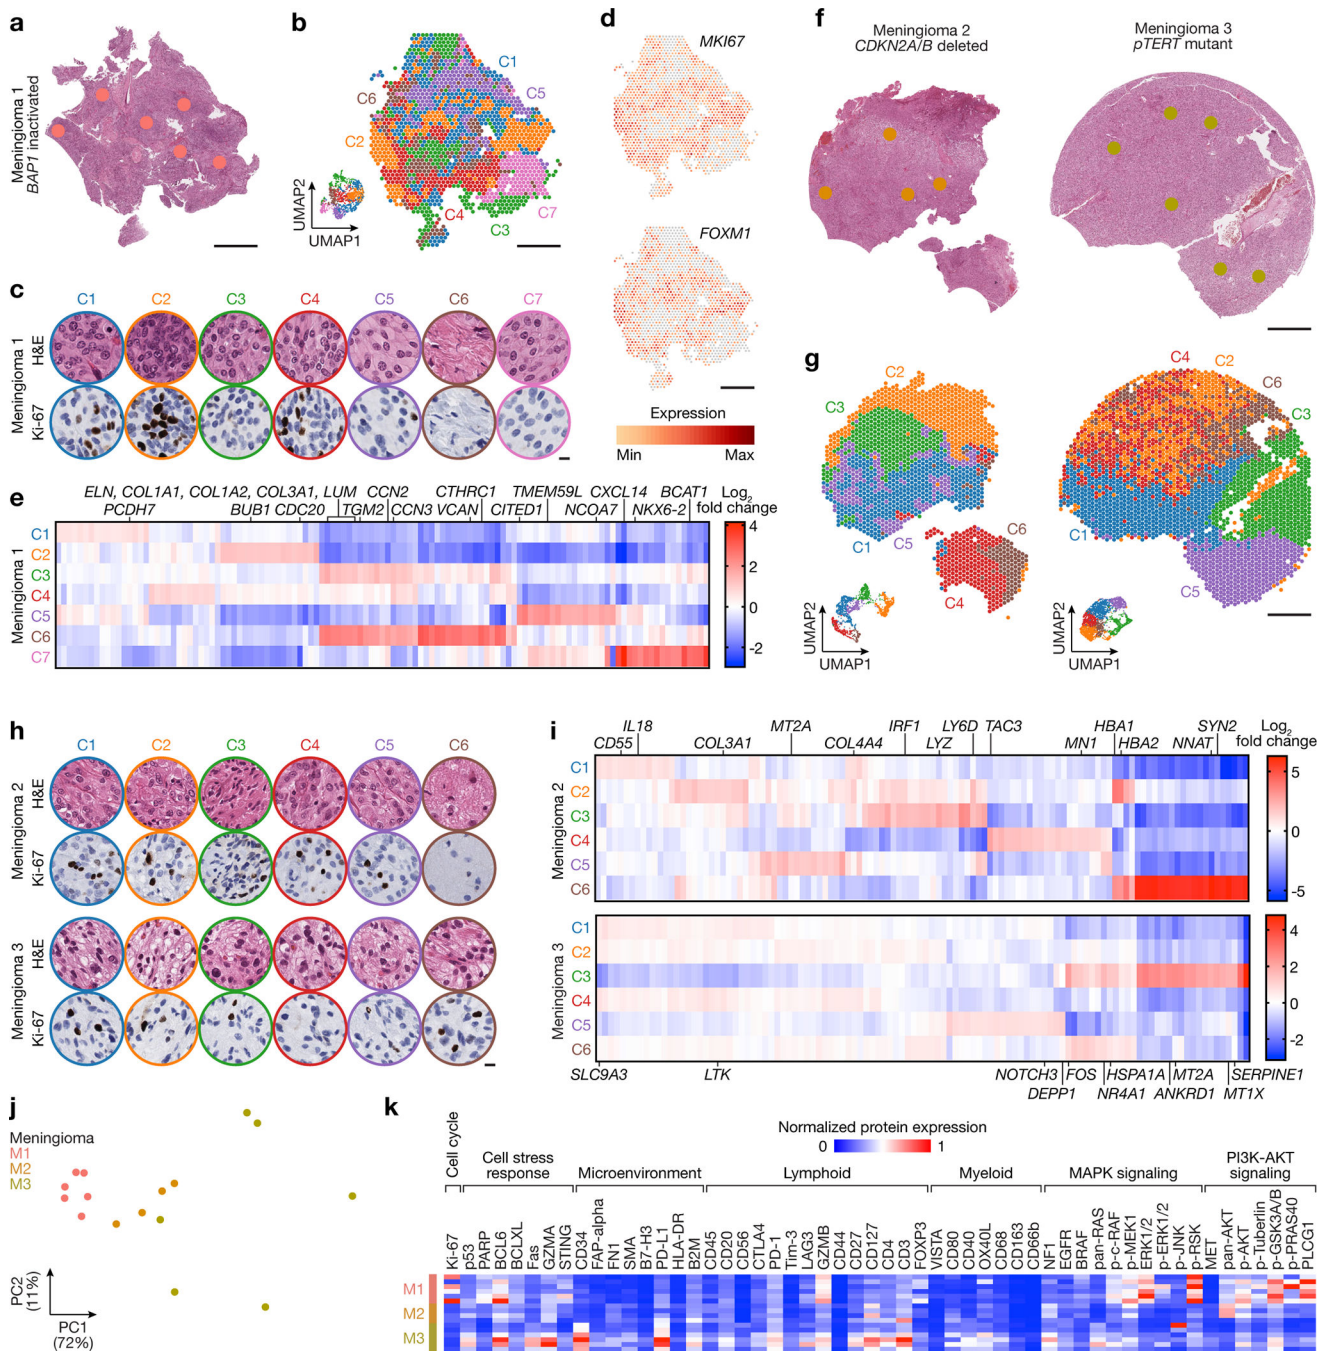 a
Meningioma 1
BAP1 inactivated
b
C1
C5
C6
C2
C4
C3
C7
UMAP2
UMAP1
c
C1 C2 C3 C4 C5 C6 C7
Meningioma 1
H&E
Ki-67
d
MKI67
FOXM1
Expression
Min Max
e
ELN, COL1A1, COL1A2, COL3A1, LUM CCN2 CTHRC1 TMEM59L CXCL14 BCAT1
PCDH7 BUB1 CDC20 TGM2 CCN3 VCAN CITED1 NCOA7 NKX6-2
Log2
fold change
Meningioma 1
C1
C2
C3
C4
C5
C6
C7
4
2
0
-2
f
Meningioma 2
CDKN2A/B deleted
Meningioma 3
pTERT mutant
g
C2
C3
C1
C5
C6
C4
UMAP2
UMAP1
C4
C2
C6
C3
C1
C5
UMAP2
UMAP1
h
C1 C2 C3 C4 C5 C6
Meningioma 2
H&E
Ki-67
Meningioma 3
H&E
Ki-67
i
IL18 MT2A IRF1 LY6D TAC3 HBA1 SYN2
CD55 COL3A1 COL4A4 LYZ MN1 HBA2 NNAT
Log2
fold change
Meningioma 2
C1
C2
C3
C4
C5
C6
5
0
-5
Meningioma 3
C1
C2
C3
C4
C5
C6
4
2
0
-2
SLC9A3 LTK NOTCH3 FOS HSPA1A MT2A SERPINE1
DEPP1 NR4A1 ANKRD1 MT1X
j
Meningioma
M1
M2
M3
PC2
(11%)
PC1
(72%)
k
Normalized protein expression
0 1
Cell cycle
Cell stress
response
Microenvironment
Lymphoid
Myeloid
MAPK signaling
PI3K-AKT
signaling
Ki-67
p53
PARP
BCL6
BCLXL
Fas
GZMA
STING
CD34
FAP-alpha
FN1
SMA
B7-H3
PD-L1
HLA-DR
B2M
CD45
CD20
CD56
CTLA4
PD-1
Tim-3
LAG3
GZMB
CD44
CD27
CD127
CD4
CD3
FOXP3
VISTA
CD80
CD40
OX40L
CD68
CD163
CD66b
NF1
EGFR
BRAF
pan-RAS
p-c-RAF
p-MEK1
ERK1/2
p-ERK1/2
p-JNK
p-RSK
MET
pan-AKT
p-AKT
p-Tuberlin
p-GSK3A/B
p-PRAS40
PLCG1
M1
M2
M3